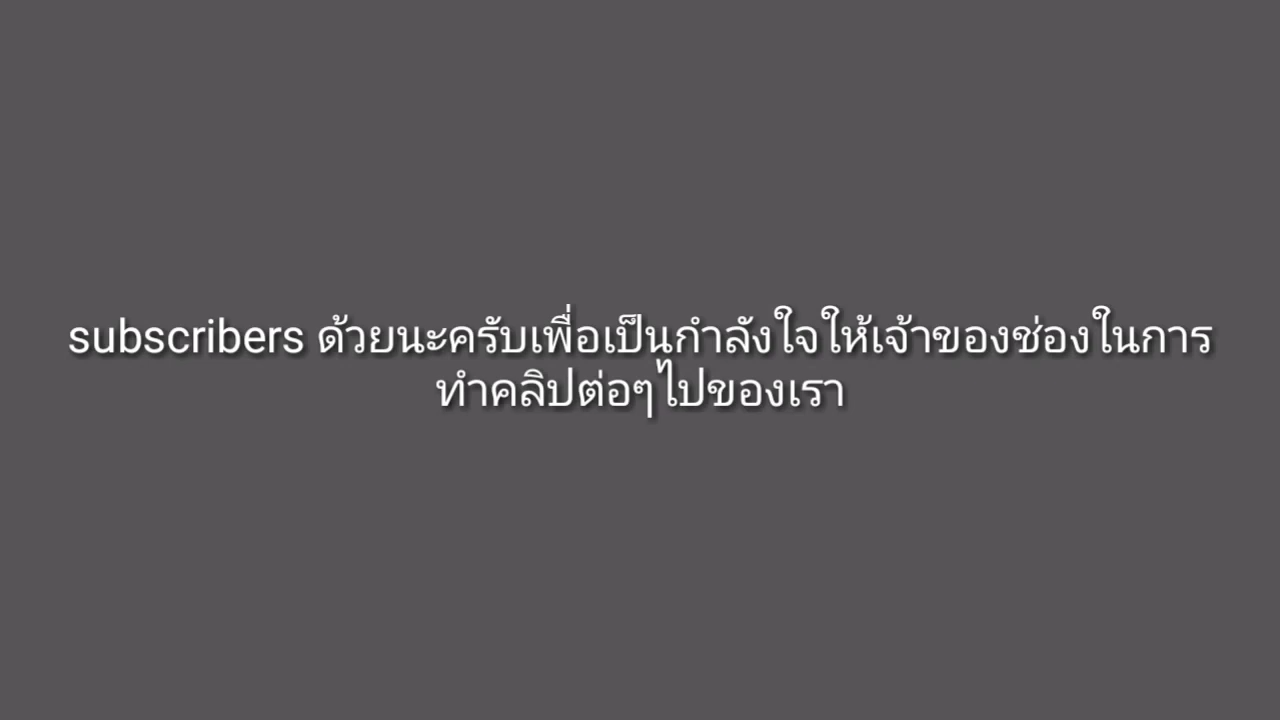 subscribers ด้วยนะครับเพื่อเป็นกำลังใจให้เจ้าของช่องในการ
ทำคลิปต่อๆไปของเรา